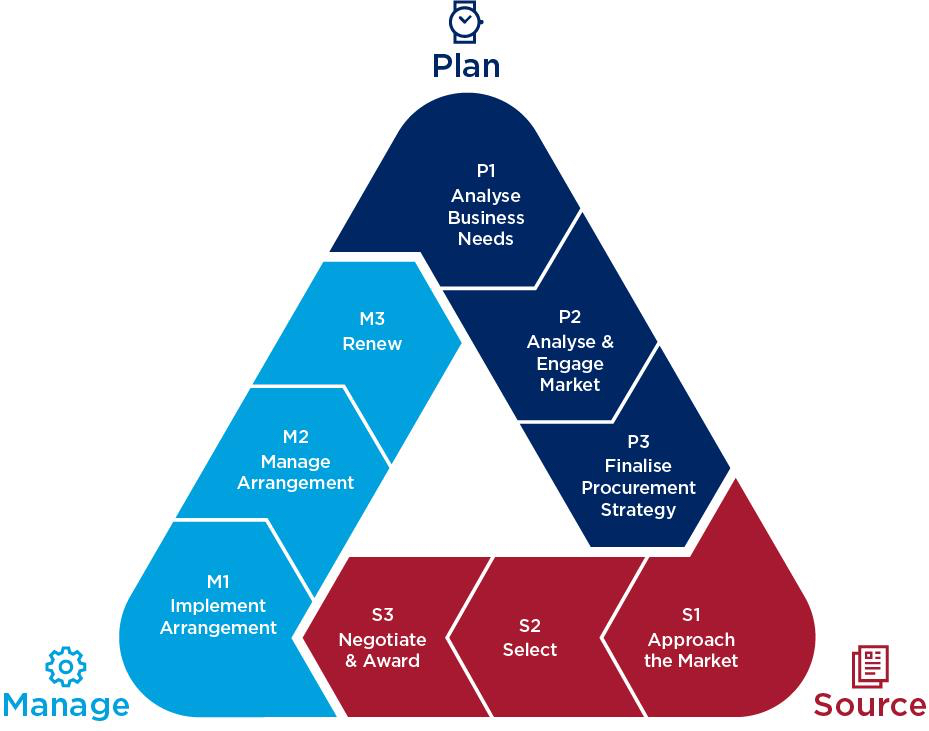 Plan
P1
Analyse
Business
Needs
P2
Analyse &
Engage
Market
P3
Finalise
Procurement
Strategy
S1
Approach
the Market
S2
Select
S3
Negotiate
& Award
Source
M1
Implement
Arrangement
M2
Manage
Arrangement
M3
Renew
Manage